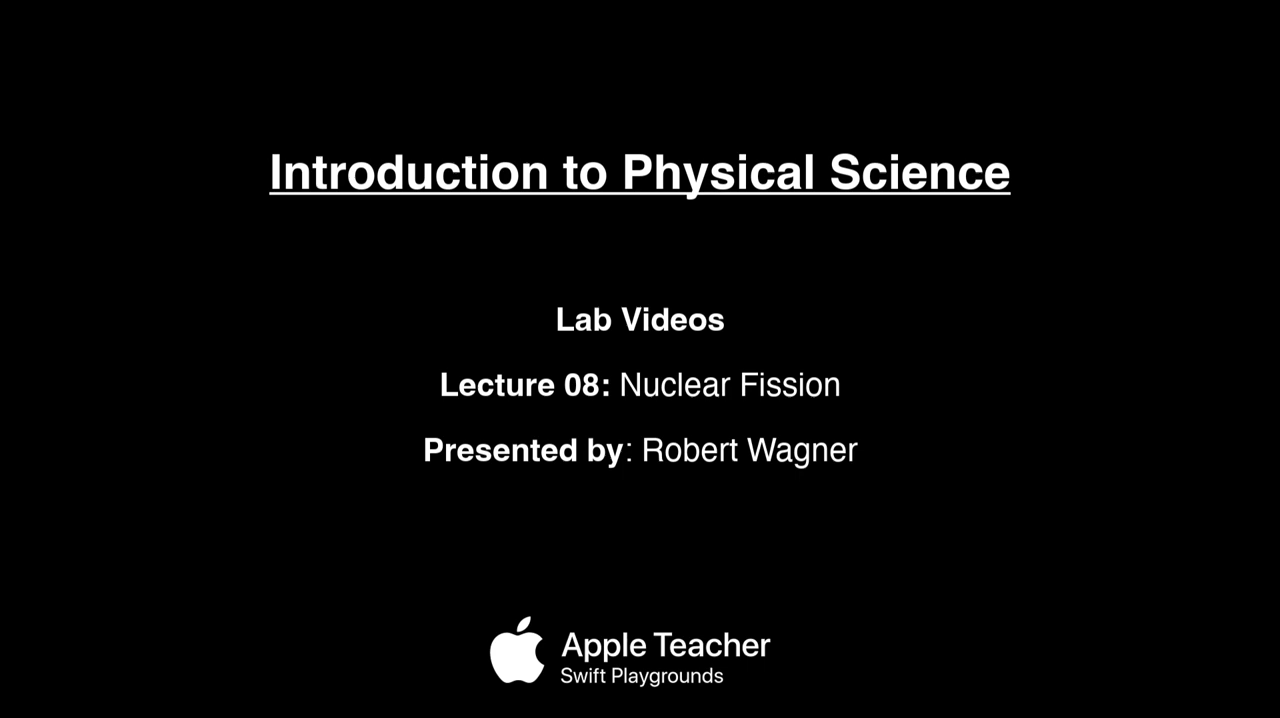 Introduction to Physical Science
Lab Videos
Lecture 08: Nuclear Fission
Presented by: Robert Wagner
Apple Teacher
Swift Playgrounds